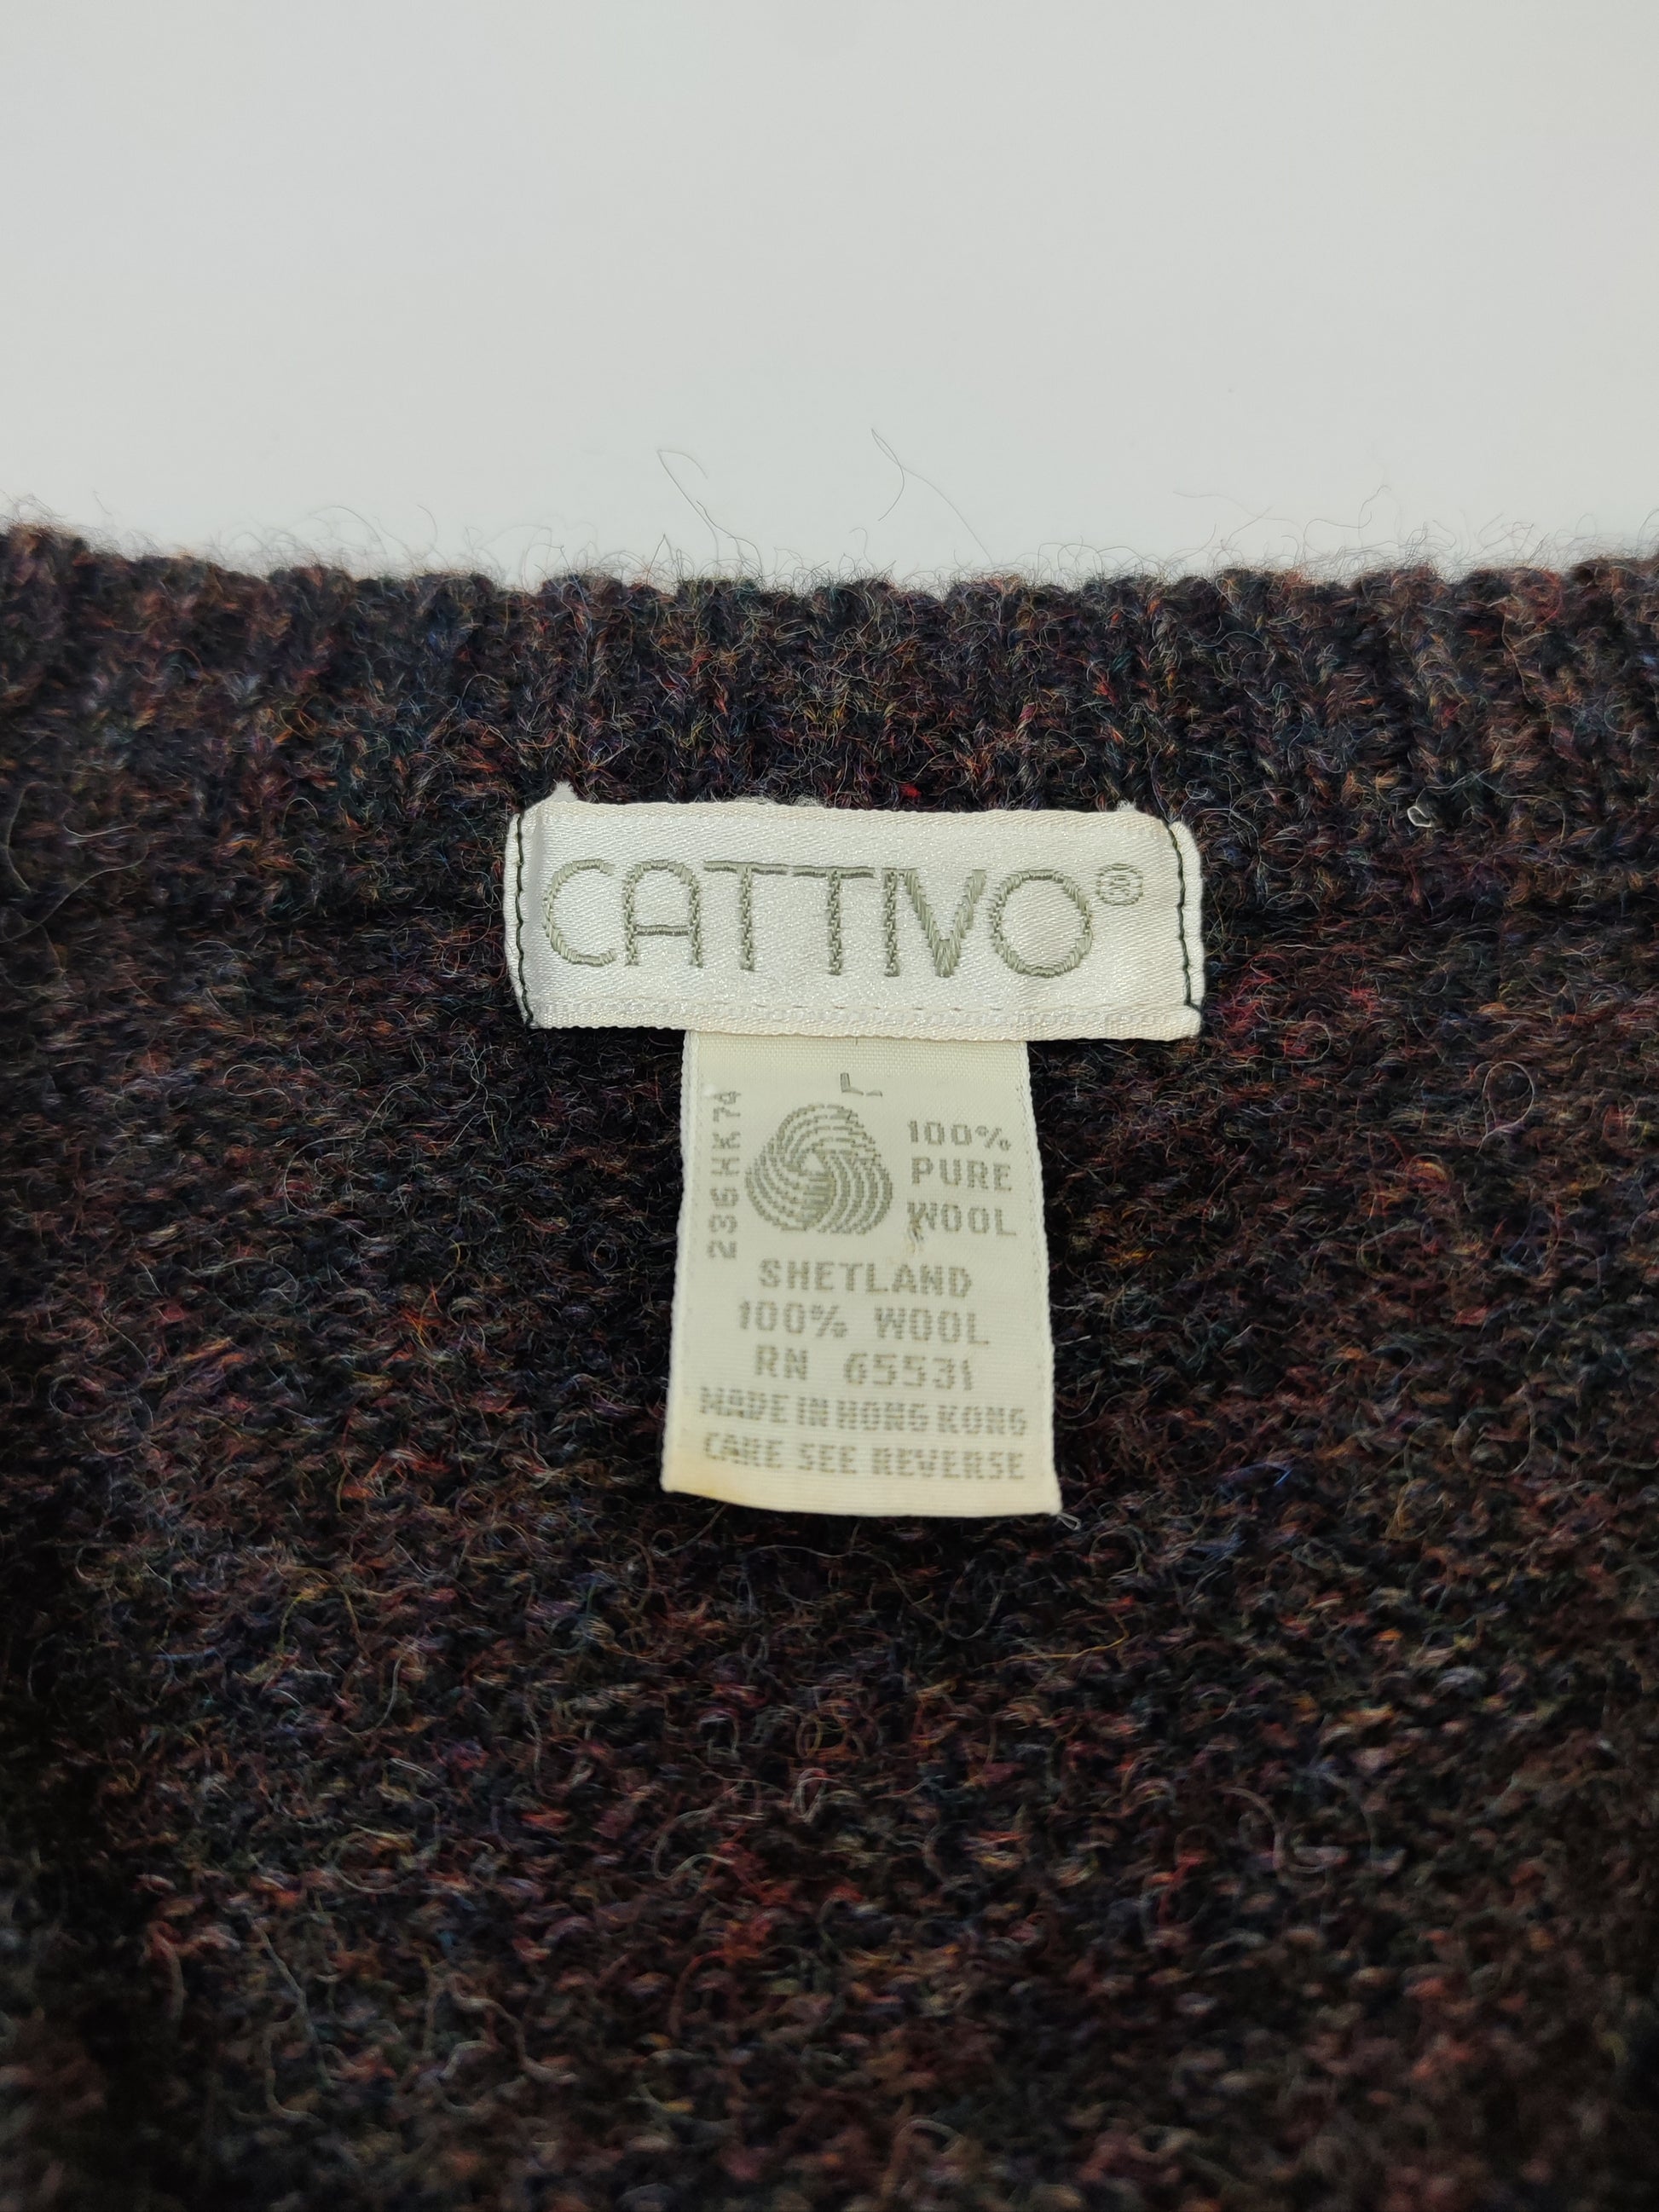 CATTIVO®
L
236HK74
100%
PURE
WOOL
SHETLAND
100% WOOL
RN 65531
MADE IN HONG KONG
CARE SEE REVERSE